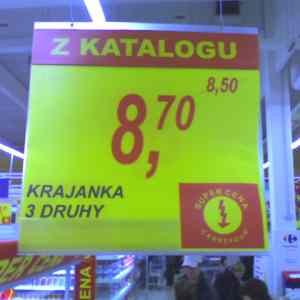 Z KATALOGU
8,50
8,70
KRAJANKA
3 DRUHY
SUPER CENA
CARREFOUR